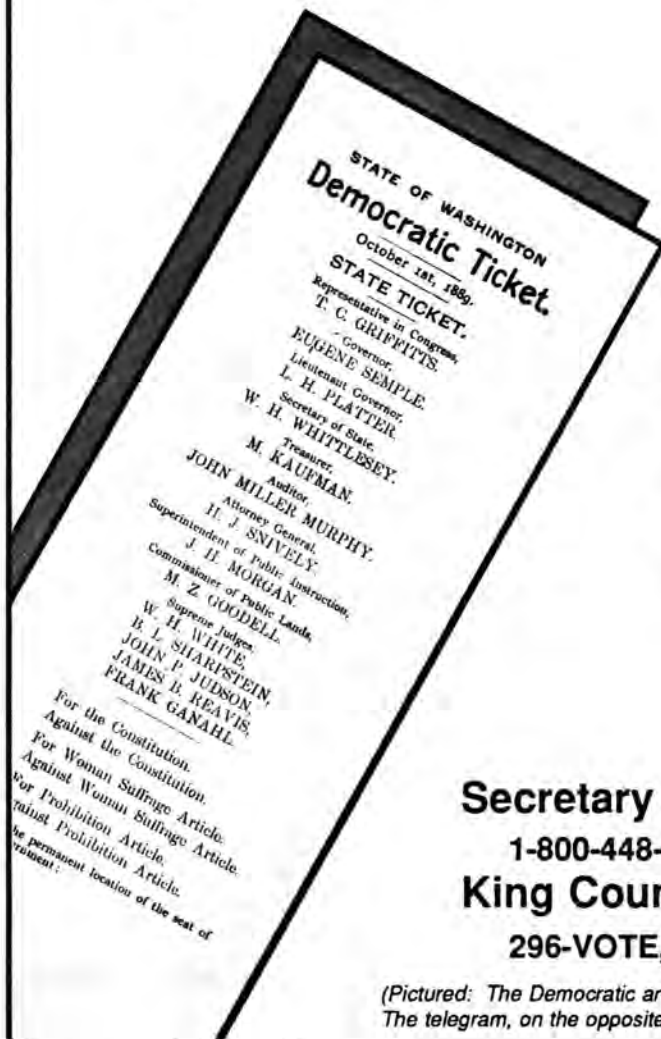 STATE OF WASHINGTON
Democratic Ticket.
October 1st, 1889.
STATE TICKET.
Representative in Congress,
T. C. GRIFFITTS.
Governor,
EUGENE SEMPLE.
Lieutenant Governor,
L. H. PLATTER.
Secretary of State,
W. H. WHITTLESEY.
Treasurer,
M. KAUFMAN.
Auditor,
JOHN MILLER MURPHY.
Attorney General,
H. J. SNIVELY.
Superintendent of Public Instruction,
J. H. MORGAN.
Commissioner of Public Lands,
M. Z. GOODELL.
Supreme Judges,
W. H. WHITE,
B. L. SHARPSTEIN,
JOHN P. JUDSON,
JAMES B. REAVIS,
FRANK GANAHL.
For the Constitution.
Against the Constitution.
For Woman Suffrage Article.
Against Woman Suffrage Article.
For Prohibition Article.
ainst Prohibition Article.
he permanent location of the seat of
ernment:
Secretary
1-800-448-
King Coun
296-VOTE,
(Pictured: The Democratic an
The telegram, on the opposite